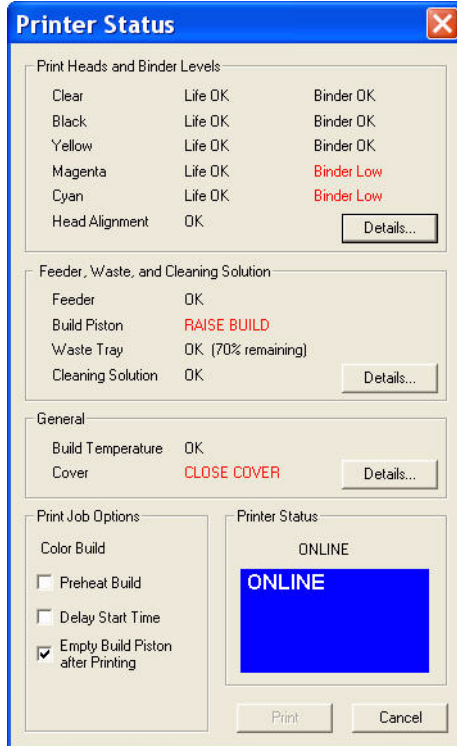 Printer Status
Print Heads and Binder Levels
Clear Life OK Binder OK
Black Life OK Binder OK
Yellow Life OK Binder OK
Magenta Life OK Binder Low
Cyan Life OK Binder Low
Head Alignment OK
Details...
Feeder, Waste, and Cleaning Solution
Feeder OK
Build Piston RAISE BUILD
Waste Tray OK (70% remaining)
Cleaning Solution OK Details...
General
Build Temperature OK
Cover CLOSE COVER Details...
Print Job Options
Color Build
Preheat Build
Delay Start Time
Empty Build Piston
after Printing
Printer Status
ONLINE
ONLINE
Print Cancel